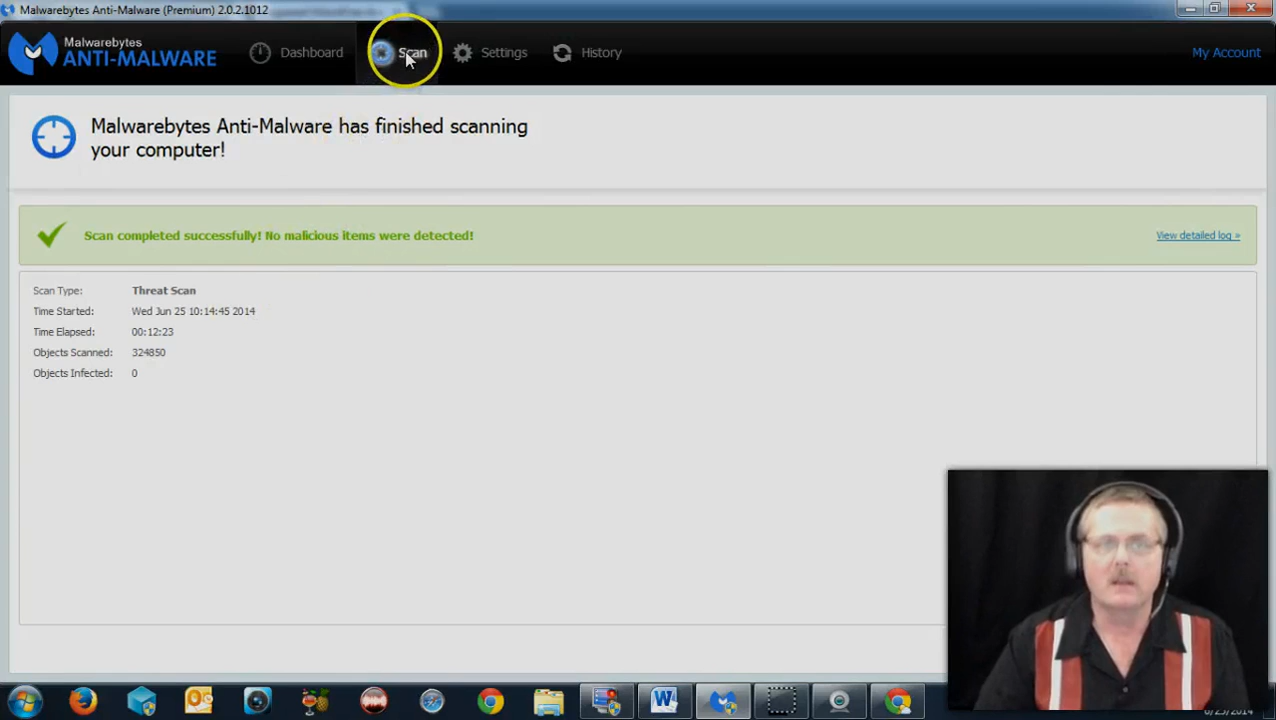 Malwarebytes Anti-Malware (Premium) 2.0.2.1012
Malwarebytes
ANTI-MALWARE
Dashboard
Scan
Settings
History
My Account
Malwarebytes Anti-Malware has finished scanning
your computer!
Scan completed successfully! No malicious items were detected!
View detailed log »
Scan Type: Threat Scan
Time Started: Wed Jun 25 10:14:45 2014
Time Elapsed: 00:12:23
Objects Scanned: 324850
Objects Infected: 0
6/25/2014